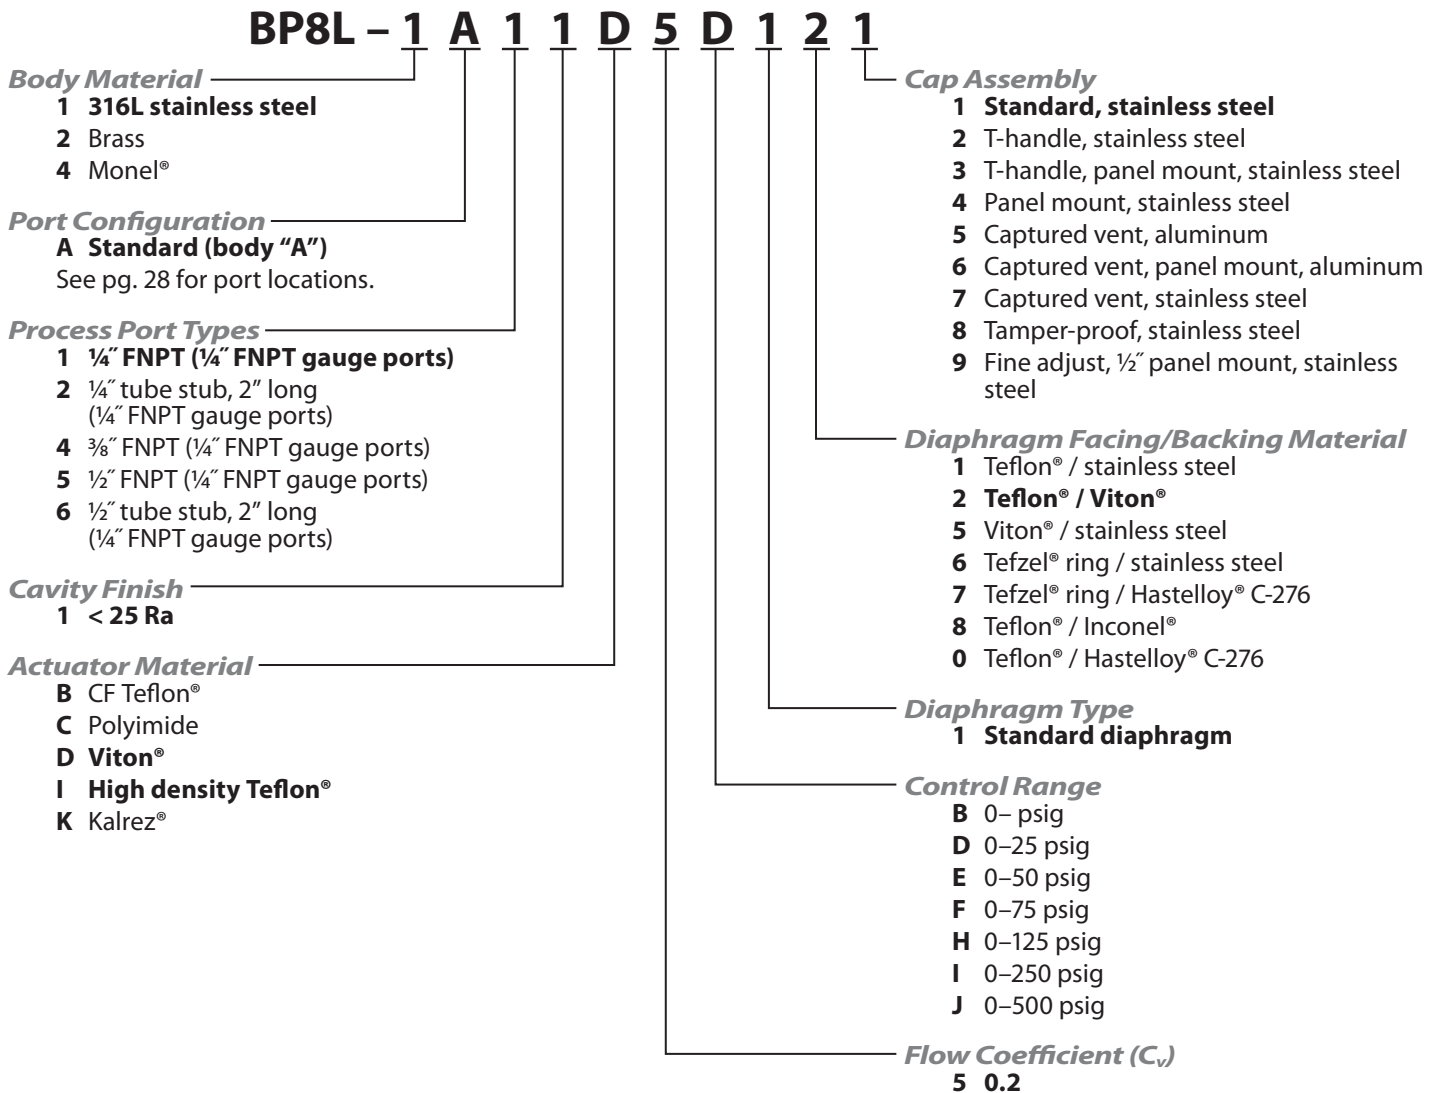 BP8L – 1 A 1 1 D 5 D 1 2 1
Body Material
1 316L stainless steel
2 Brass
4 Monel®
Port Configuration
A Standard (body “A”)
See pg. 28 for port locations.
Process Port Types
1 ¼˝ FNPT (¼˝ FNPT gauge ports)
2 ¼˝ tube stub, 2” long
(¼˝ FNPT gauge ports)
4 ⅜˝ FNPT (¼˝ FNPT gauge ports)
5 ½˝ FNPT (¼˝ FNPT gauge ports)
6 ½˝ tube stub, 2” long
(¼˝ FNPT gauge ports)
Cavity Finish
1 < 25 Ra
Actuator Material
B CF Teflon®
C Polyimide
D Viton®
I High density Teflon®
K Kalrez®
Cap Assembly
1 Standard, stainless steel
2 T-handle, stainless steel
3 T-handle, panel mount, stainless steel
4 Panel mount, stainless steel
5 Captured vent, aluminum
6 Captured vent, panel mount, aluminum
7 Captured vent, stainless steel
8 Tamper-proof, stainless steel
9 Fine adjust, ½˝ panel mount, stainless
steel
Diaphragm Facing/Backing Material
1 Teflon® / stainless steel
2 Teflon® / Viton®
5 Viton® / stainless steel
6 Tefzel® ring / stainless steel
7 Tefzel® ring / Hastelloy® C-276
8 Teflon® / Inconel®
0 Teflon® / Hastelloy® C-276
Diaphragm Type
1 Standard diaphragm
Control Range
B 0– psig
D 0–25 psig
E 0–50 psig
F 0–75 psig
H 0–125 psig
I 0–250 psig
J 0–500 psig
Flow Coefficient (Cv)
5 0.2